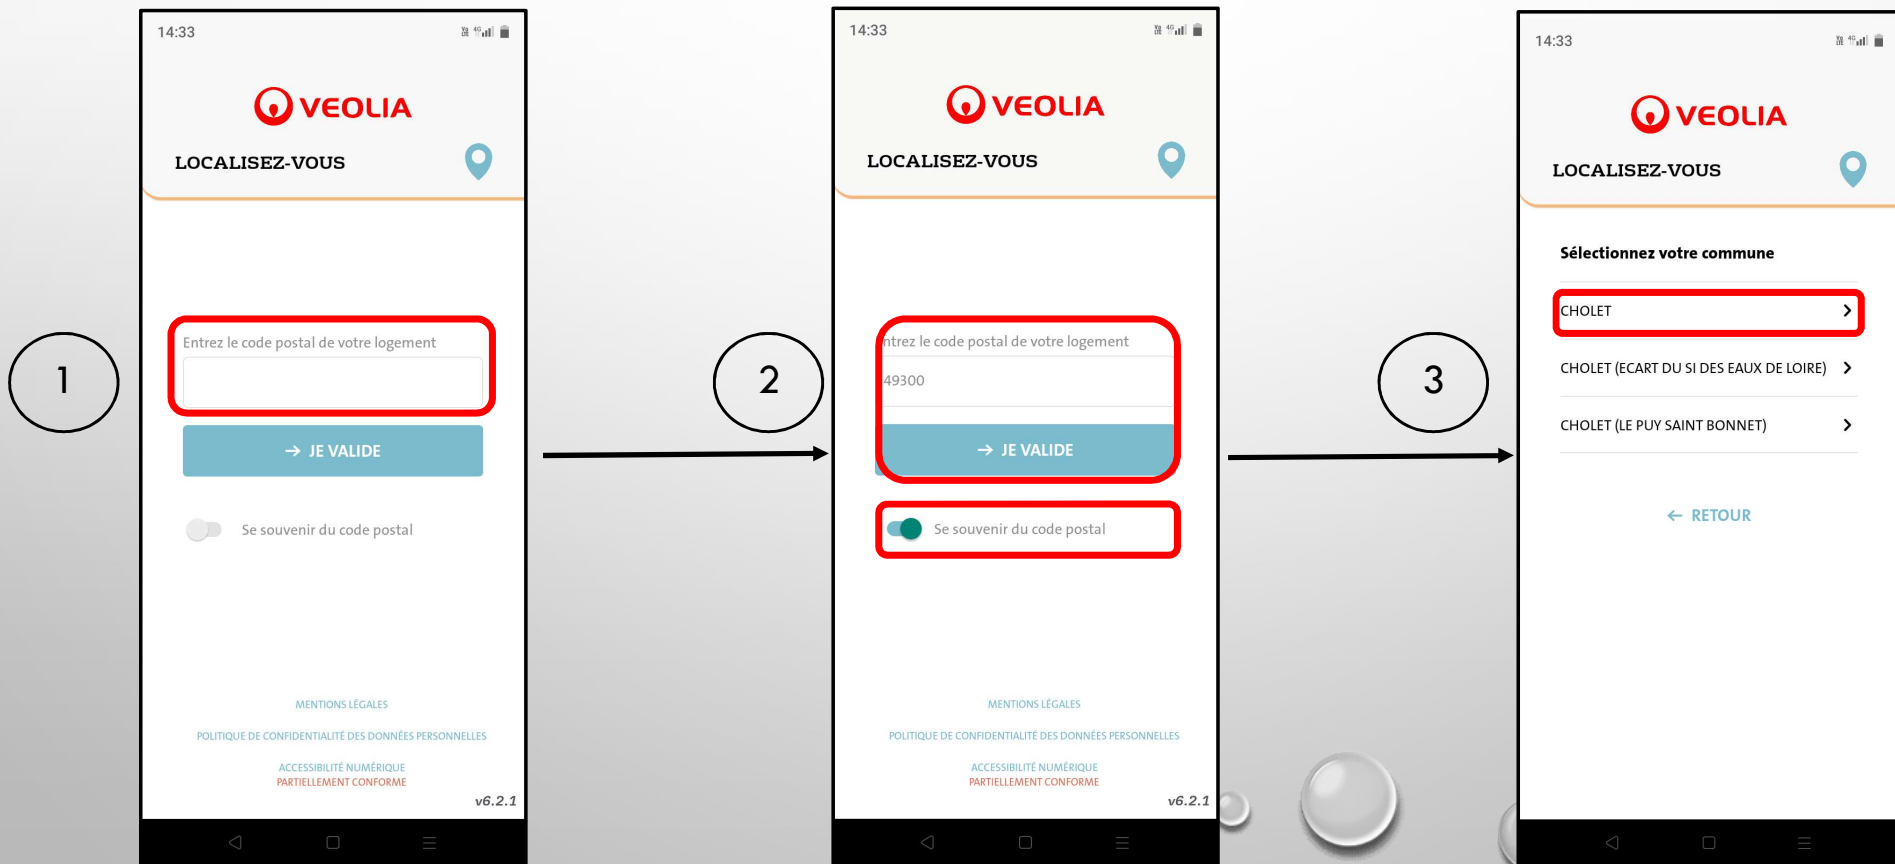 1
14:33
VEOLIA
LOCALISEZ-VOUS
Entrez le code postal de votre logement
→ JE VALIDE
Se souvenir du code postal
MENTIONS LÉGALES
POLITIQUE DE CONFIDENTIALITÉ DES DONNÉES PERSONNELLES
ACCESSIBILITÉ NUMÉRIQUE
PARTIELLEMENT CONFORME
v6.2.1
2
14:33
VEOLIA
LOCALISEZ-VOUS
ntrez le code postal de votre logement
49300
→ JE VALIDE
Se souvenir du code postal
MENTIONS LÉGALES
POLITIQUE DE CONFIDENTIALITÉ DES DONNÉES PERSONNELLES
ACCESSIBILITÉ NUMÉRIQUE
PARTIELLEMENT CONFORME
v6.2.1
3
14:33
VEOLIA
LOCALISEZ-VOUS
Sélectionnez votre commune
CHOLET
CHOLET (ECART DU SI DES EAUX DE LOIRE)
CHOLET (LE PUY SAINT BONNET)
← RETOUR